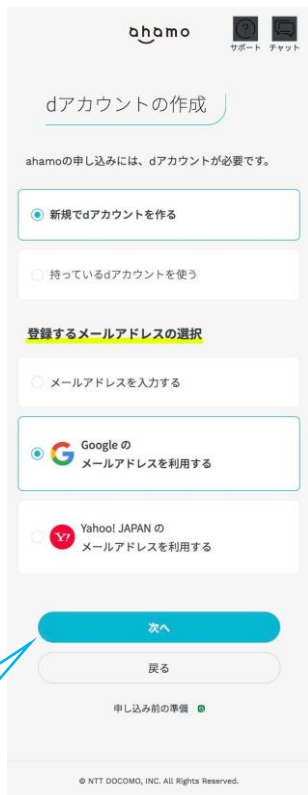 ahamo
サポート チャット
dアカウントの作成
ahamoの申し込みには、dアカウントが必要です。
新規でdアカウントを作る
持っているdアカウントを使う
登録するメールアドレスの選択
メールアドレスを入力する
Google の
メールアドレスを利用する
Yahoo! JAPAN の
メールアドレスを利用する
次へ
戻る
申し込み前の準備
© NTT DOCOMO, INC. All Rights Reserved.